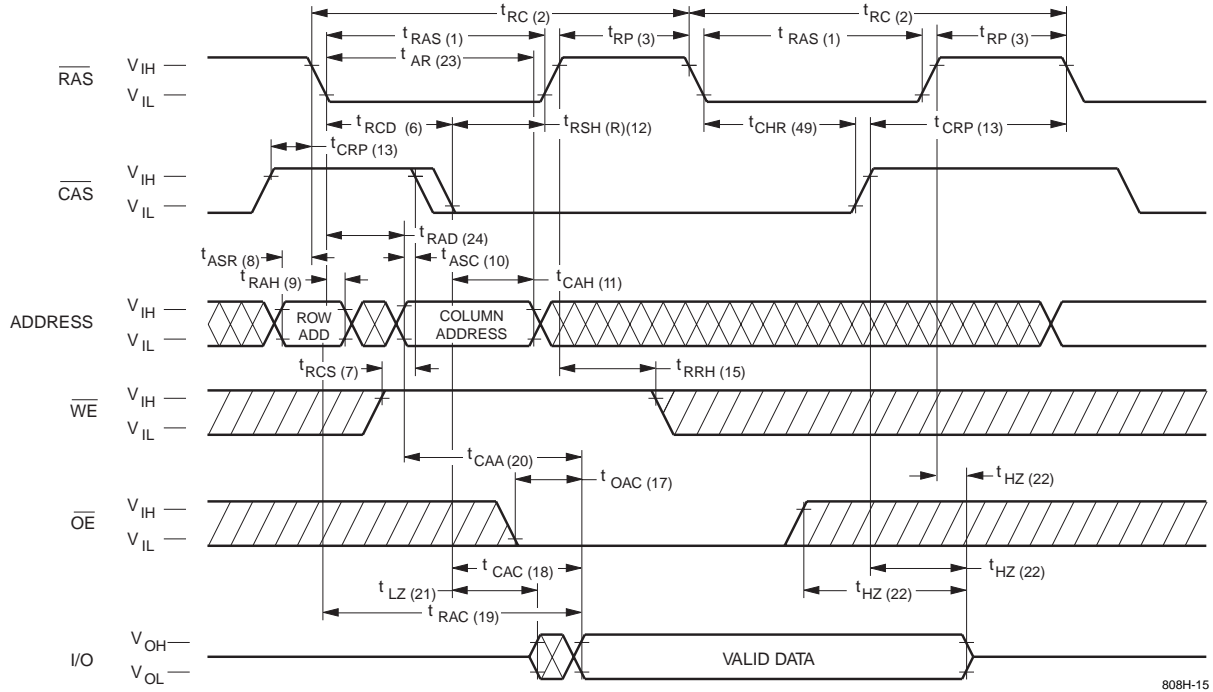 t RC (2) t RC (2)
t RAS (1) t RP (3) t RAS (1) t RP (3)
t AR (23)
RAS V IH
V IL
t RCD (6) t RSH (R)(12) t CHR (49) t CRP (13)
t CRP (13)
CAS V IH
V IL
t RAD (24)
t ASR (8) t ASC (10)
t RAH (9) t CAH (11)
ADDRESS V IH
V IL
ROW ADD
COLUMN ADDRESS
t RCS (7) t RRH (15)
WE V IH
V IL
t CAA (20)
t OAC (17) t HZ (22)
OE V IH
V IL
t CAC (18) t HZ (22)
t LZ (21) t HZ (22)
t RAC (19)
I/O V OH
V OL
VALID DATA
808H-15